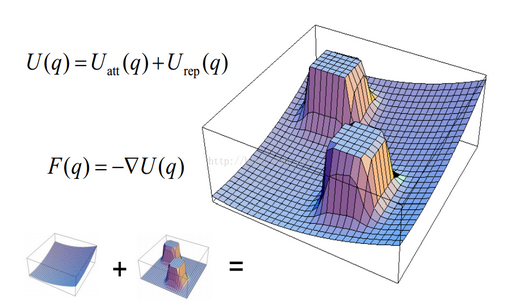 U(q)=U_att(q)+U_rep(q)
F(q)=−∇U(q)
+ =